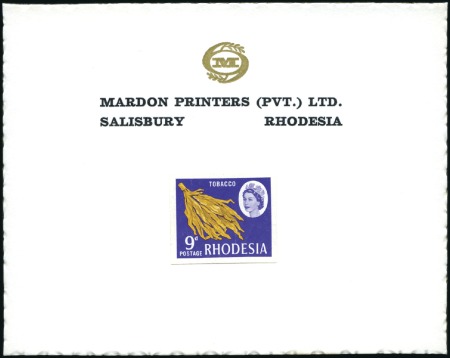 M
MARDON PRINTERS (PVT.) LTD.
SALISBURY RHODESIA
TOBACCO
9d
POSTAGE RHODESIA